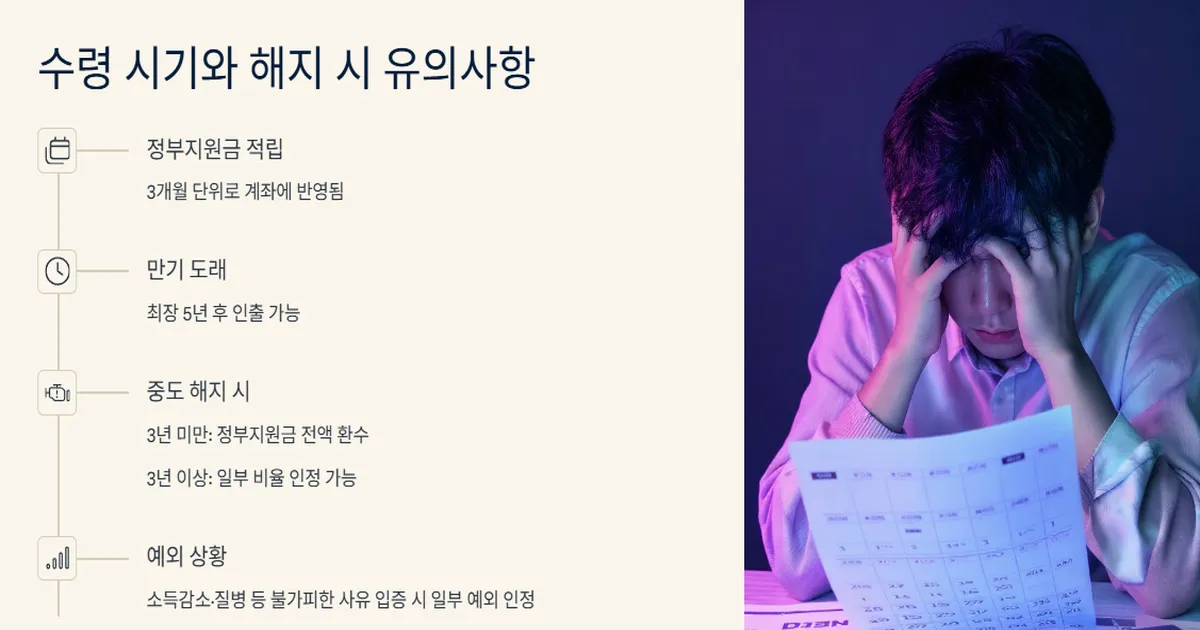 수령 시기와 해지 시 유의사항
정부지원금 적립
3개월 단위로 계좌에 반영됨
만기 도래
최장 5년 후 인출 가능
중도 해지 시
3년 미만: 정부지원금 전액 환수
3년 이상: 일부 비율 인정 가능
예외 상황
소득감소·질병 등 불가피한 사유 입증 시 일부 예외 인정